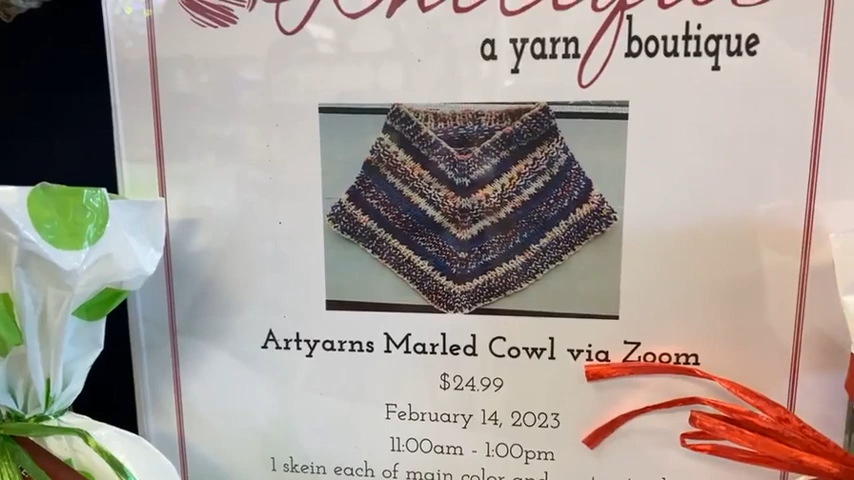 a yarn boutique
Artyarns Marled Cowl via Zoom
$24.99
February 14, 2023
11:00am - 1:00pm
1 skein each of main color and